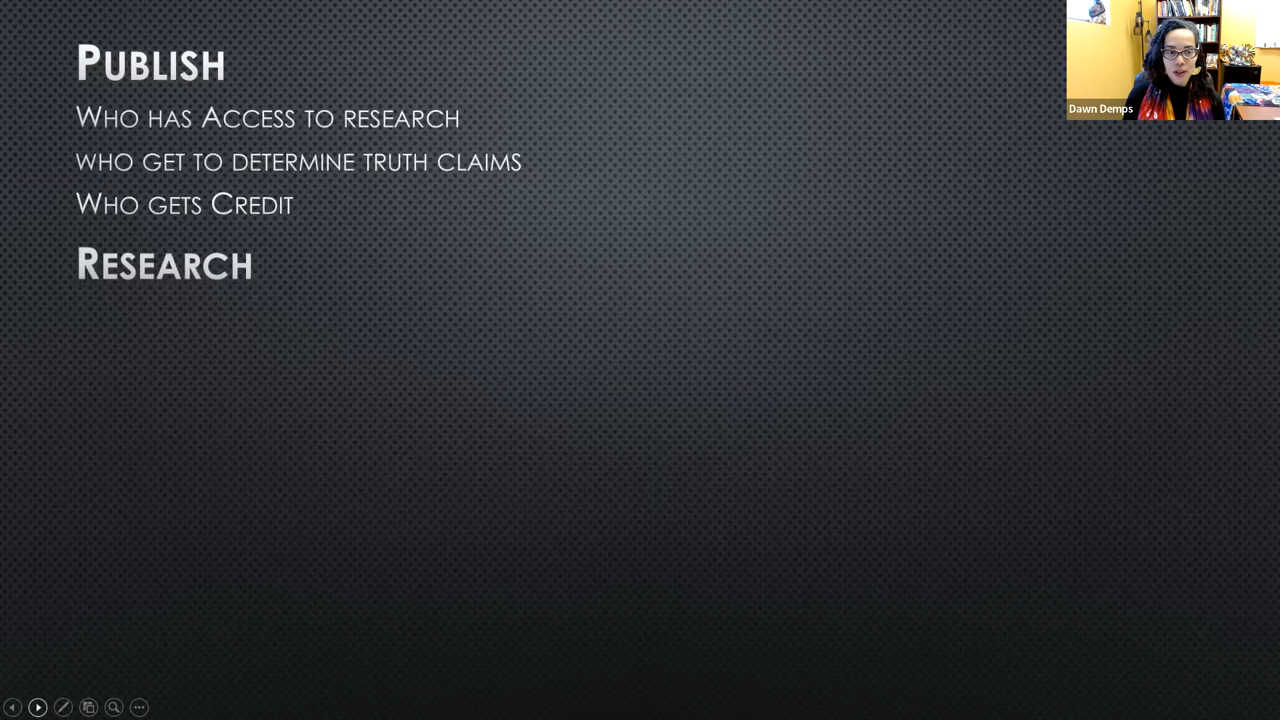 Publish
Who has Access to research
who get to determine truth claims
Who gets Credit
Research
Dawn Demps